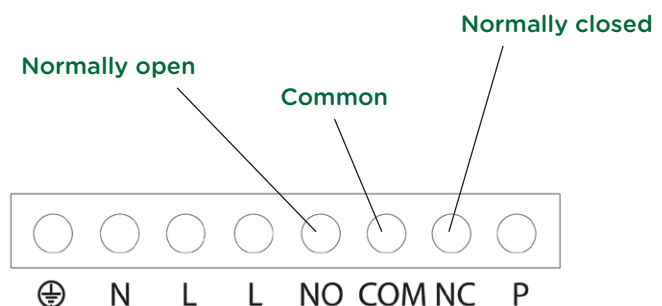 Normally closed
Normally open
Common
N L L NO COM NC P